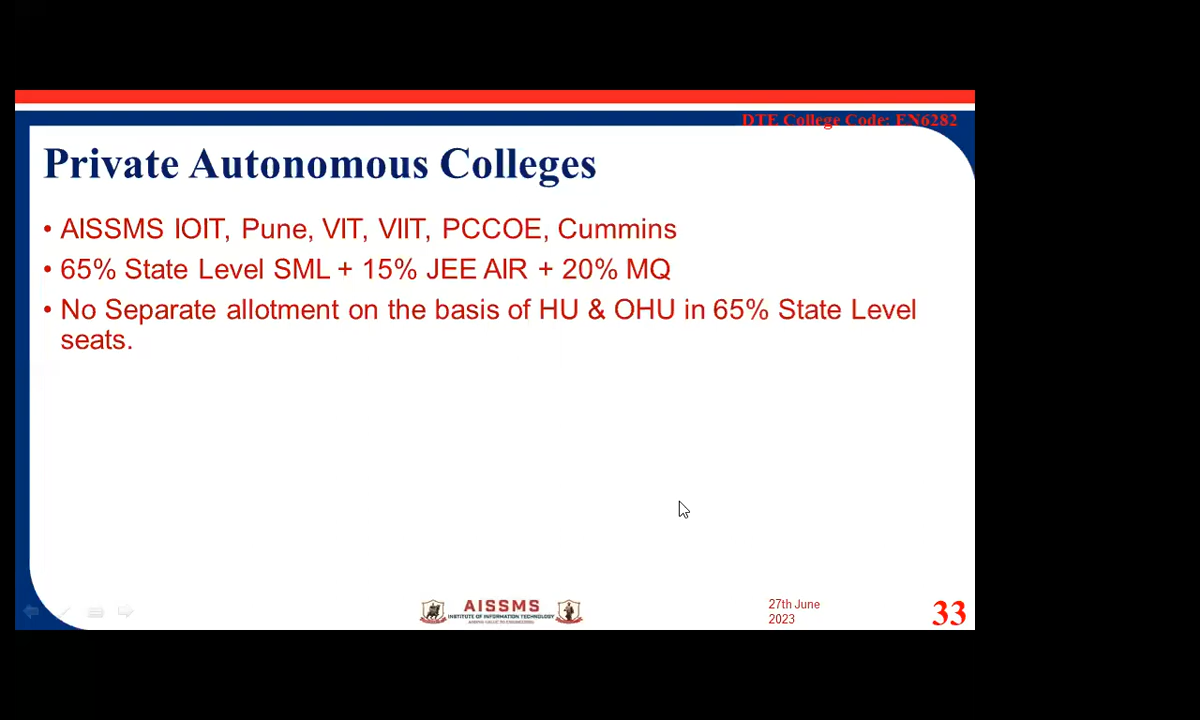 DTE College Code: EN6282
Private Autonomous Colleges
• AISSMS IOIT, Pune, VIT, VIIT, PCCOE, Cummins
• 65% State Level SML + 15% JEE AIR + 20% MQ
• No Separate allotment on the basis of HU & OHU in 65% State Level
seats.
AISSMS
INSTITUTE OF INFORMATION TECHNOLOGY
27th June
2023
33